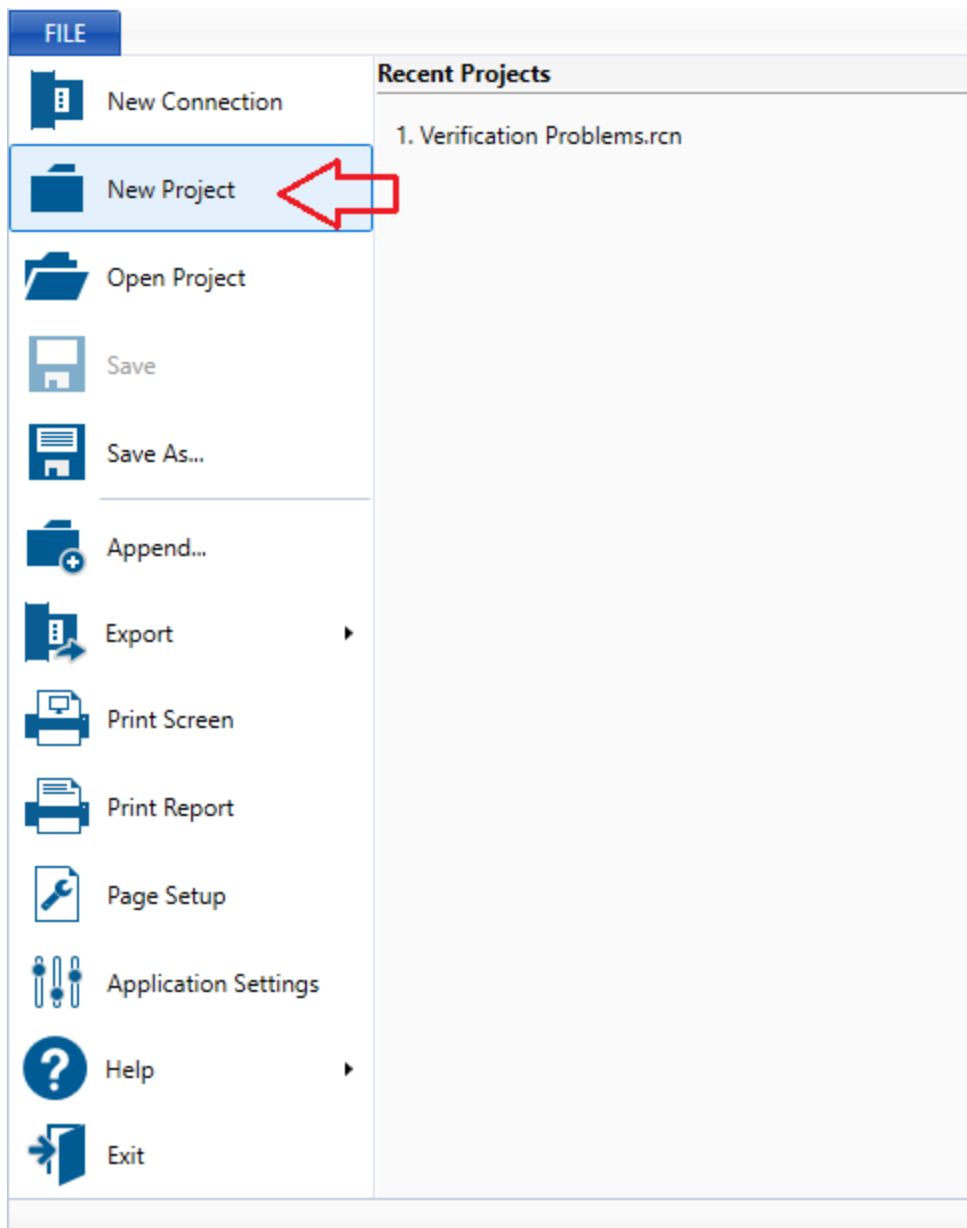 FILE
New Connection
New Project
Open Project
Save
Save As...
Append...
Export
Print Screen
Print Report
Page Setup
Application Settings
Help
Exit
Recent Projects
1. Verification Problems.rcn